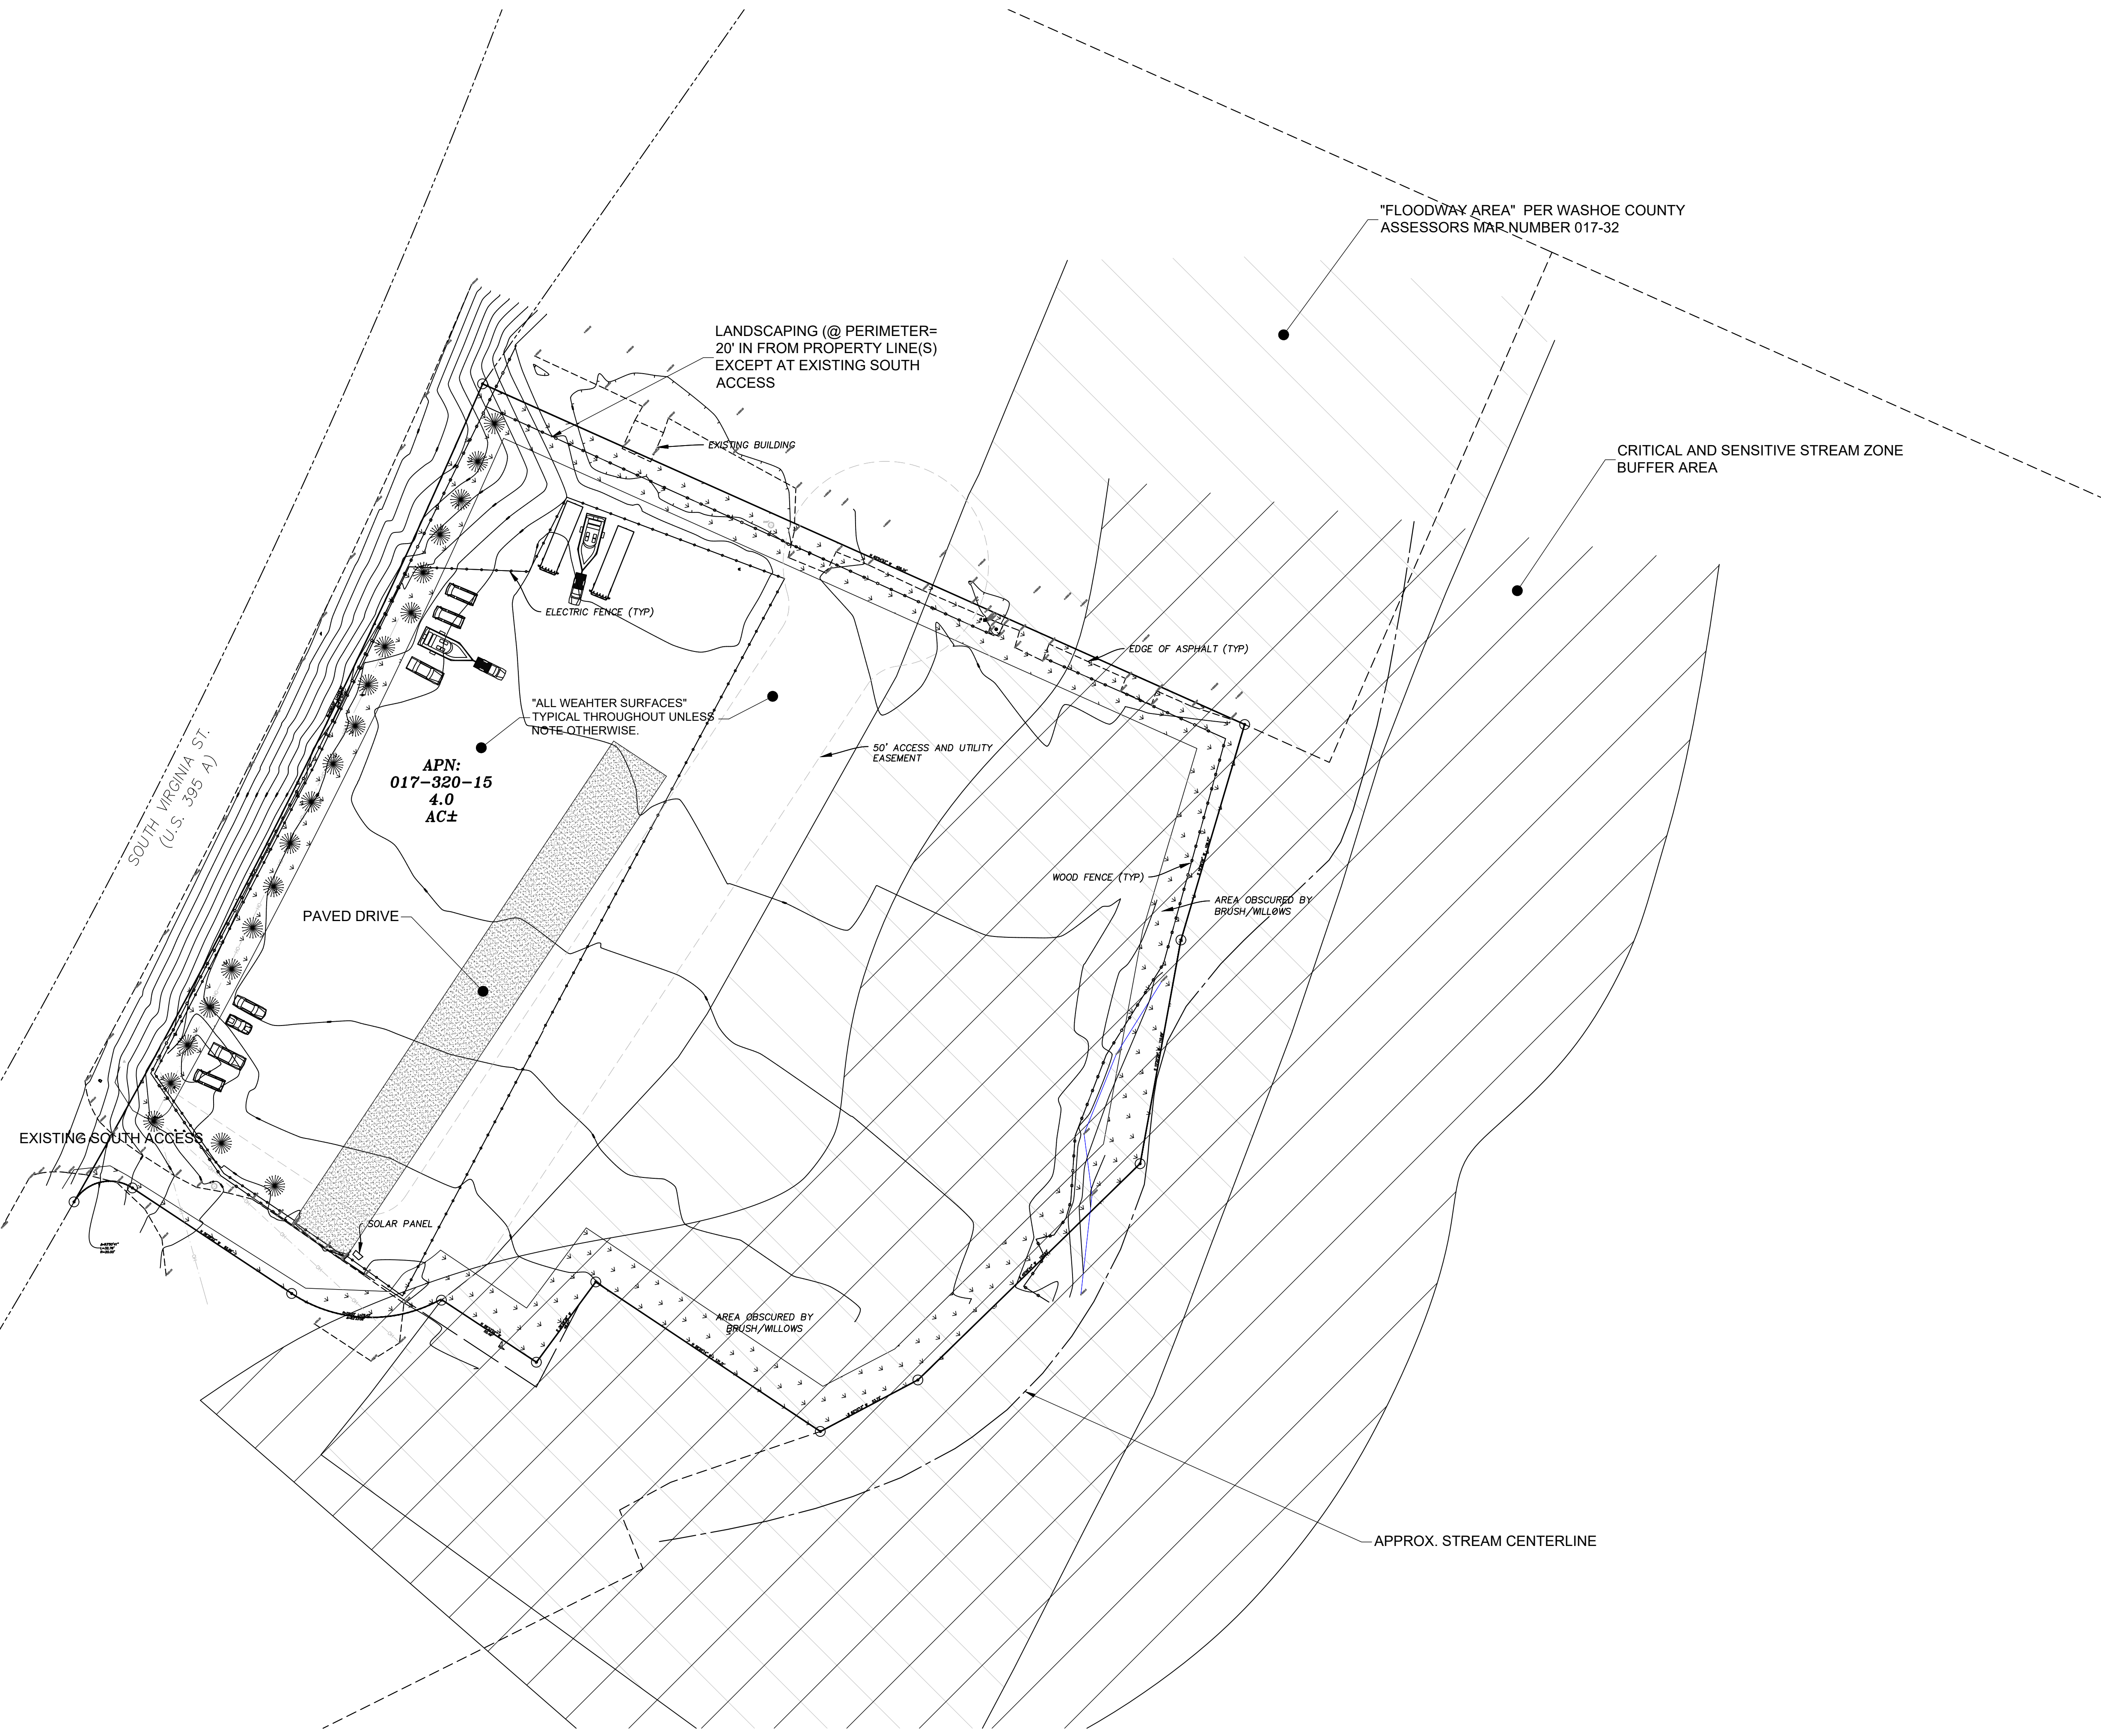 "FLOODWAY AREA" PER WASHOE COUNTY
ASSESSORS MAP NUMBER 017-32
LANDSCAPING (@ PERIMETER=
20' IN FROM PROPERTY LINE(S)
EXCEPT AT EXISTING SOUTH
ACCESS
EXISTING BUILDING
CRITICAL AND SENSITIVE STREAM ZONE
BUFFER AREA
ELECTRIC FENCE (TYP)
EDGE OF ASPHALT (TYP)
"ALL WEAHTER SURFACES"
TYPICAL THROUGHOUT UNLESS
NOTE OTHERWISE.
50' ACCESS AND UTILITY
EASEMENT
APN:
017-320-15
4.0
AC±
SOUTH VIRGINIA ST.
(U.S. 395 A)
WOOD FENCE (TYP)
AREA OBSCURED BY
BRUSH/WILLOWS
PAVED DRIVE
EXISTING SOUTH ACCESS
SOLAR PANEL
AREA OBSCURED BY
BRUSH/WILLOWS
APPROX. STREAM CENTERLINE